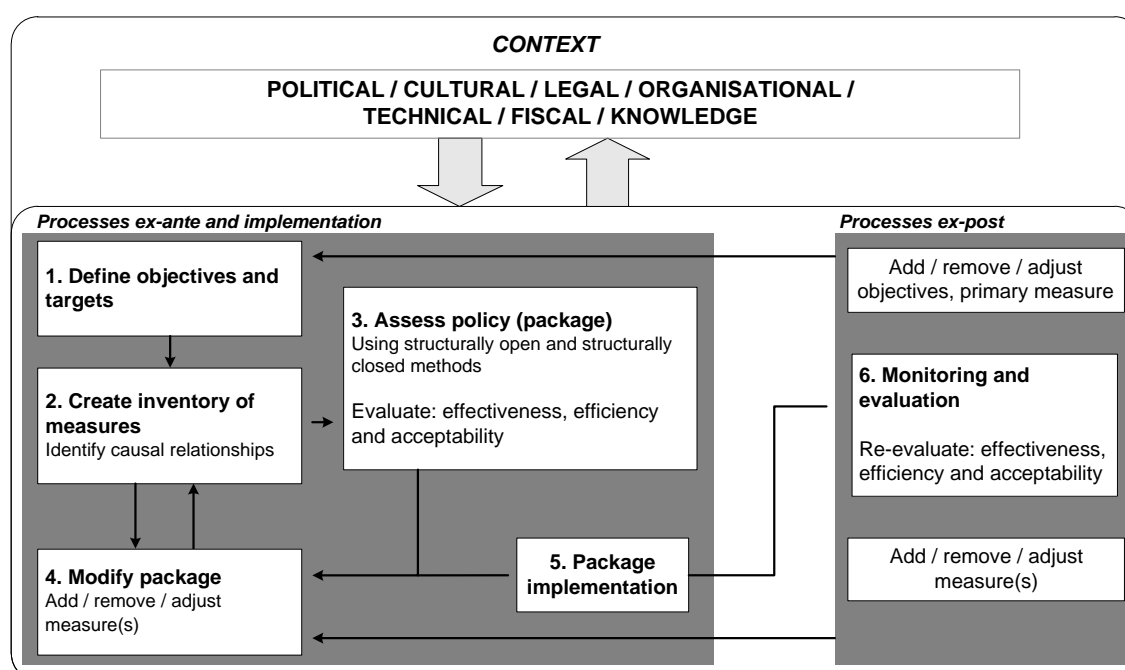 CONTEXT
POLITICAL / CULTURAL / LEGAL / ORGANISATIONAL /
TECHNICAL / FISCAL / KNOWLEDGE
Processes ex-ante and implementation
1. Define objectives and
targets
2. Create inventory of
measures
Identify causal relationships
3. Assess policy (package)
Using structurally open and structurally
closed methods
Evaluate: effectiveness, efficiency
and acceptability
4. Modify package
Add / remove / adjust
measure(s)
5. Package
implementation
Processes ex-post
Add / remove / adjust
objectives, primary measure
6. Monitoring and
evaluation
Re-evaluate: effectiveness,
efficiency and acceptability
Add / remove / adjust
measure(s)